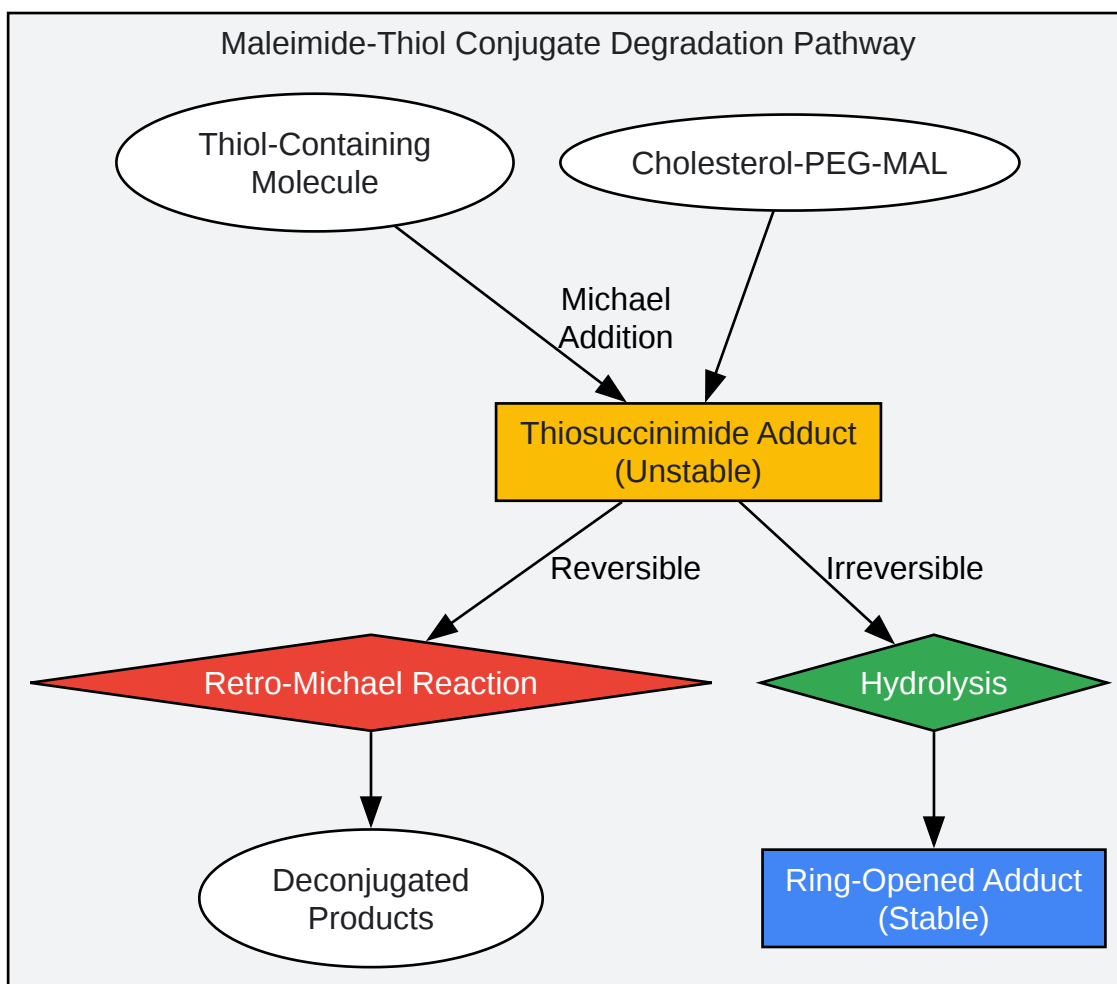 Maleimide-Thiol Conjugate Degradation Pathway
Thiol-Containing
Molecule
Cholesterol-PEG-MAL
Michael
Addition
Thiosuccinimide Adduct
(Unstable)
Reversible
Irreversible
Retro-Michael Reaction
Hydrolysis
Deconjugated
Products
Ring-Opened Adduct
(Stable)